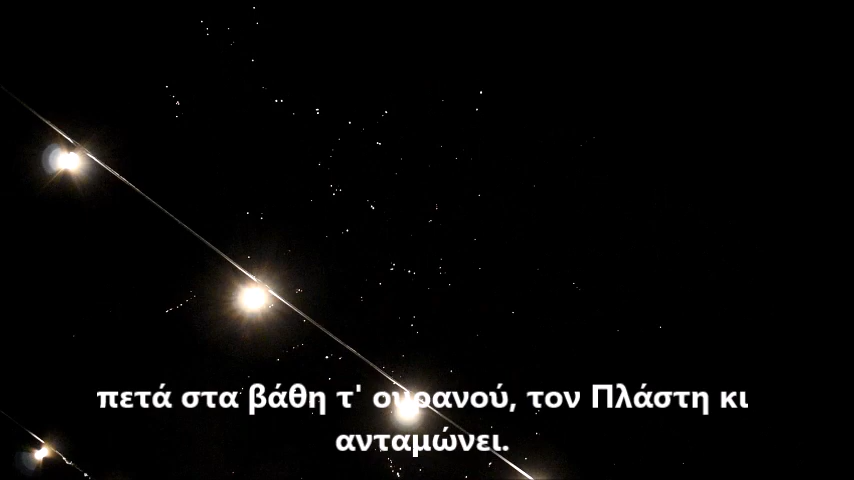 πετά στα βάθη τ' ουρανού, τον Πλάστη κι
ανταμώνει.